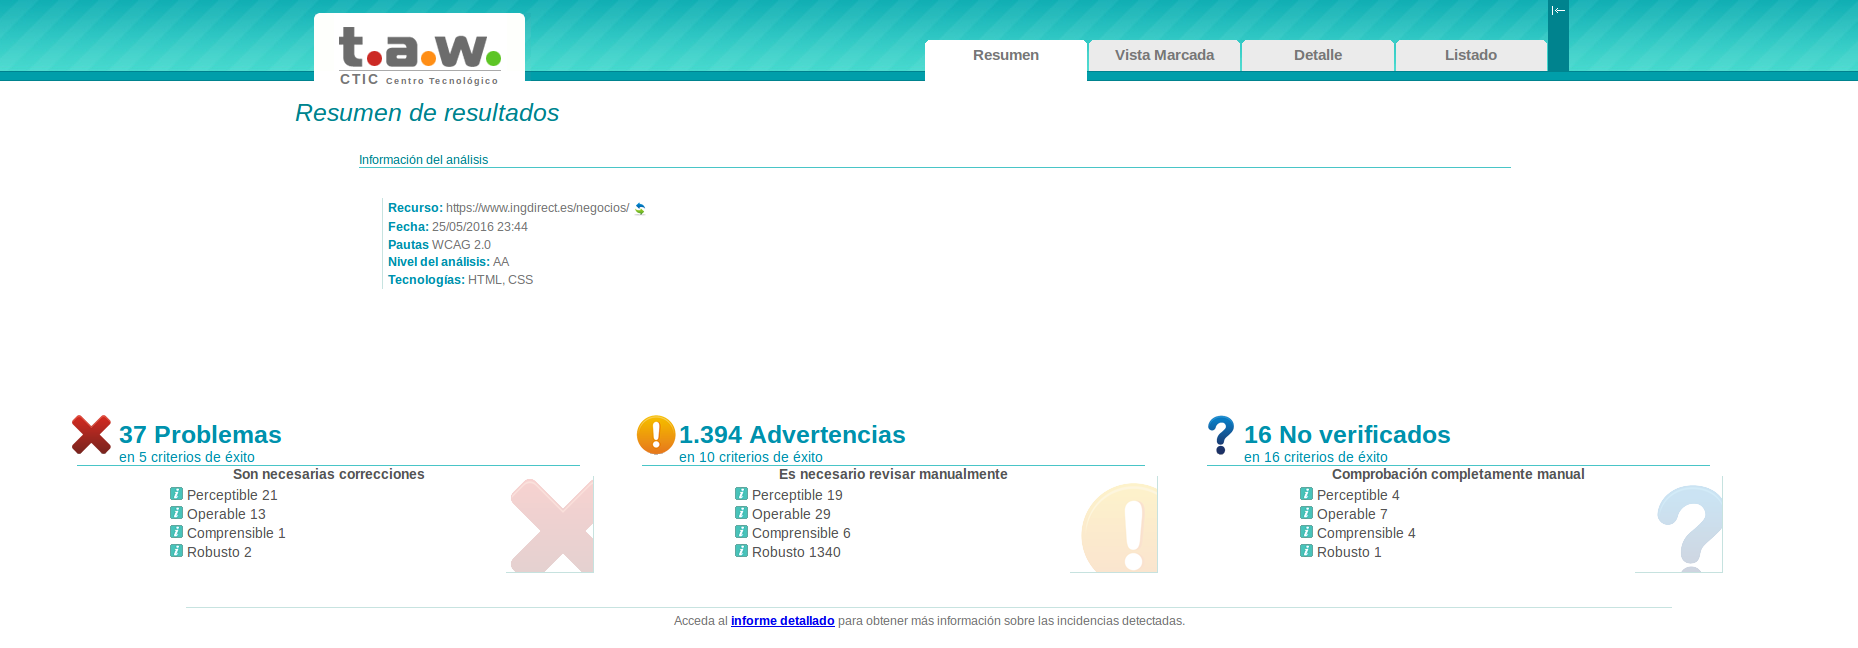 t.a.w.
CTIC Centro Tecnológico
Resumen
Vista Marcada
Detalle
Listado
Resumen de resultados
Información del análisis
Recurso: https://www.ingdirect.es/negocios/
Fecha: 25/05/2016 23:44
Pautas WCAG 2.0
Nivel del análisis: AA
Tecnologías: HTML, CSS
37 Problemas
en 5 criterios de éxito
Son necesarias correcciones
Perceptible 21
Operable 13
Comprensible 1
Robusto 2
1.394 Advertencias
en 10 criterios de éxito
Es necesario revisar manualmente
Perceptible 19
Operable 29
Comprensible 6
Robusto 1340
16 No verificados
en 16 criterios de éxito
Comprobación completamente manual
Perceptible 4
Operable 7
Comprensible 4
Robusto 1
Acceda al informe detallado para obtener más información sobre las incidencias detectadas.